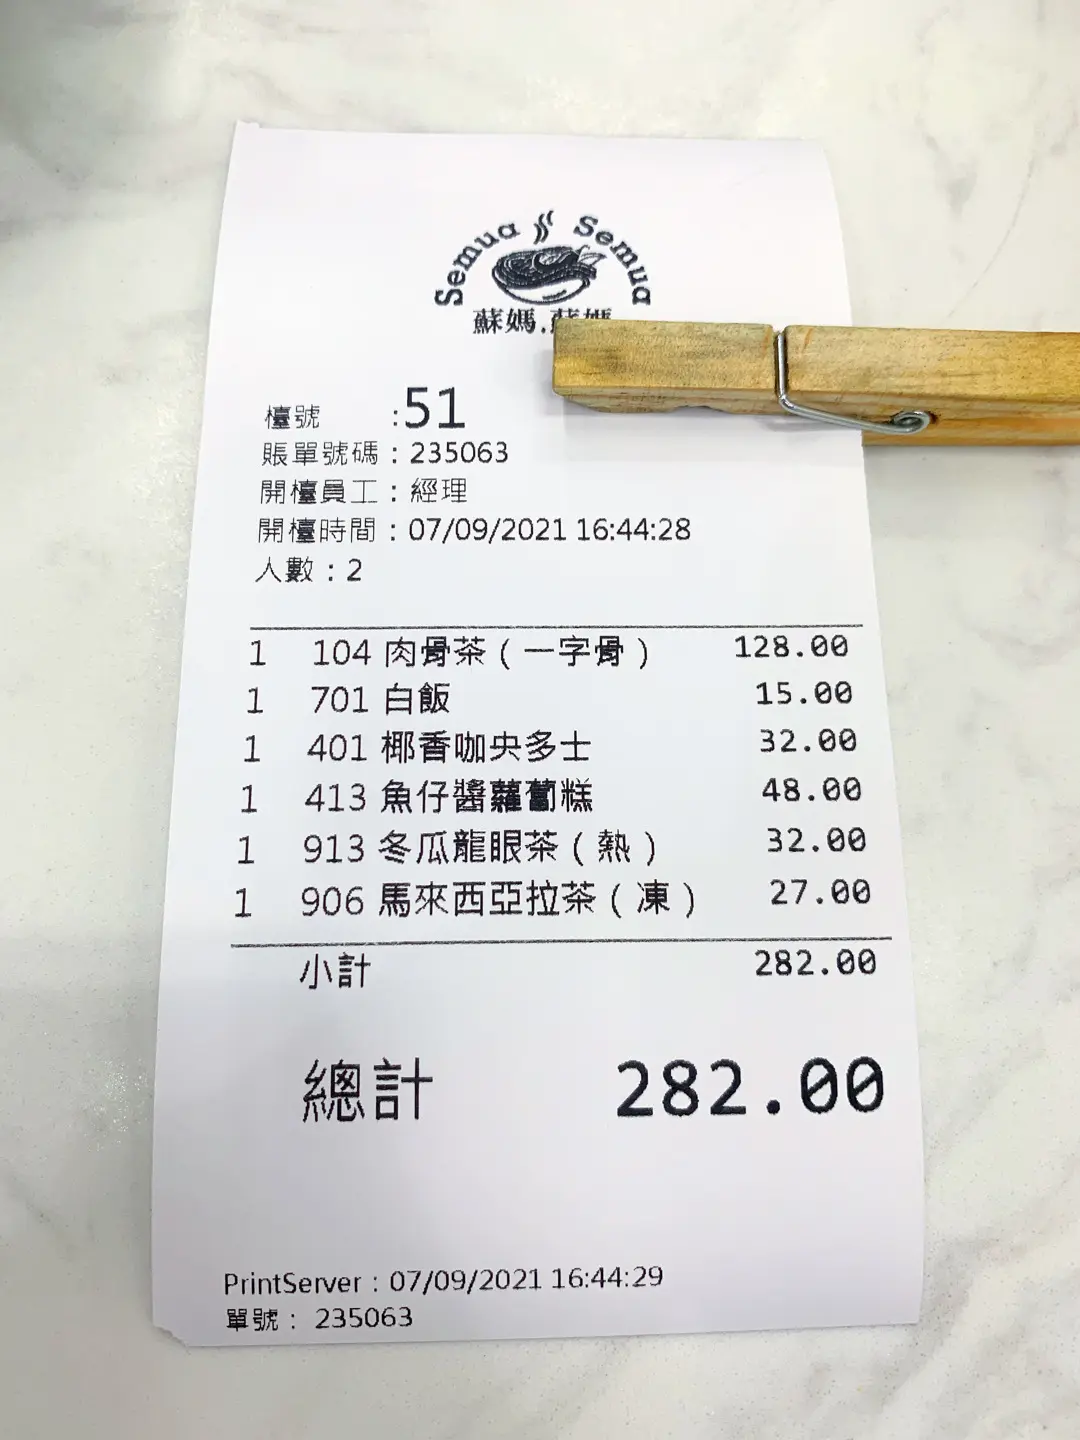 Semua Semua
蘇媽.蘇媽
檯號 :51
賬單號碼：235063
開檯員工：經理
開檯時間：07/09/2021 16:44:28
人數：2
1 104 肉骨茶（一字骨） 128.00
1 701 白飯 15.00
1 401 椰香咖央多士 32.00
1 413 魚仔醬蘿蔔糕 48.00
1 913 冬瓜龍眼茶（熱） 32.00
1 906 馬來西亞拉茶（凍） 27.00
小計 282.00
總計 282.00
PrintServer：07/09/2021 16:44:29
單號： 235063